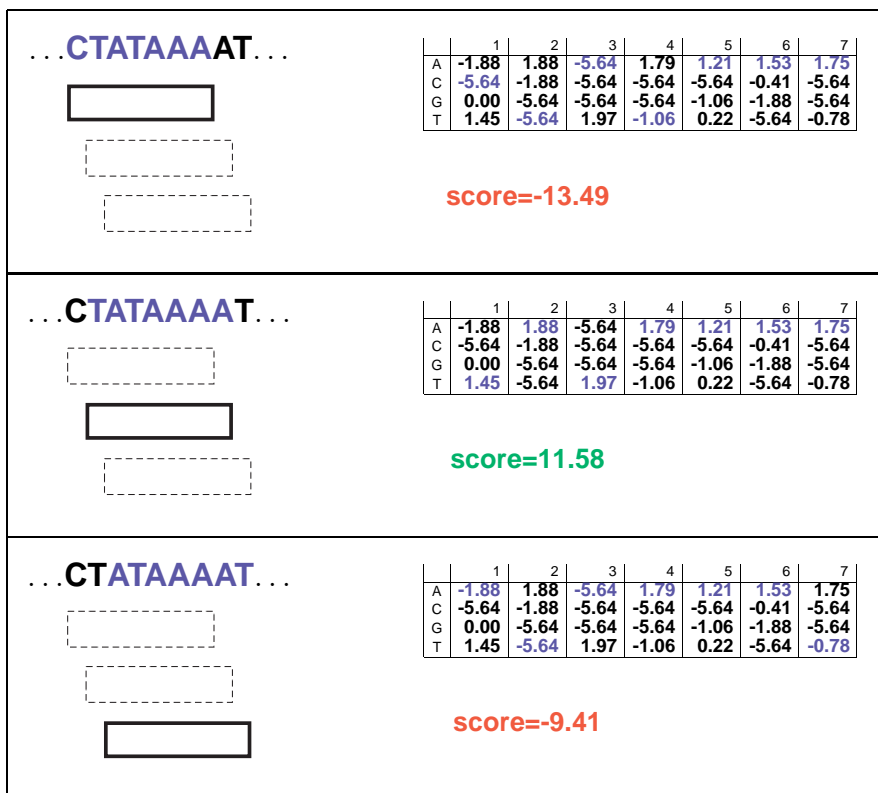 ...CTATAAAAT...
1 2 3 4 5 6 7
A -1.88 1.88 -5.64 1.79 1.21 1.53 1.75
C -5.64 -1.88 -5.64 -5.64 -5.64 -0.41 -5.64
G 0.00 -5.64 -5.64 -5.64 -1.06 -1.88 -5.64
T 1.45 -5.64 1.97 -1.06 0.22 -5.64 -0.78
score=-13.49
...CTATAAAAT...
1 2 3 4 5 6 7
A -1.88 1.88 -5.64 1.79 1.21 1.53 1.75
C -5.64 -1.88 -5.64 -5.64 -5.64 -0.41 -5.64
G 0.00 -5.64 -5.64 -5.64 -1.06 -1.88 -5.64
T 1.45 -5.64 1.97 -1.06 0.22 -5.64 -0.78
score=11.58
...CTATAAAAT...
1 2 3 4 5 6 7
A -1.88 1.88 -5.64 1.79 1.21 1.53 1.75
C -5.64 -1.88 -5.64 -5.64 -5.64 -0.41 -5.64
G 0.00 -5.64 -5.64 -5.64 -1.06 -1.88 -5.64
T 1.45 -5.64 1.97 -1.06 0.22 -5.64 -0.78
score=-9.41